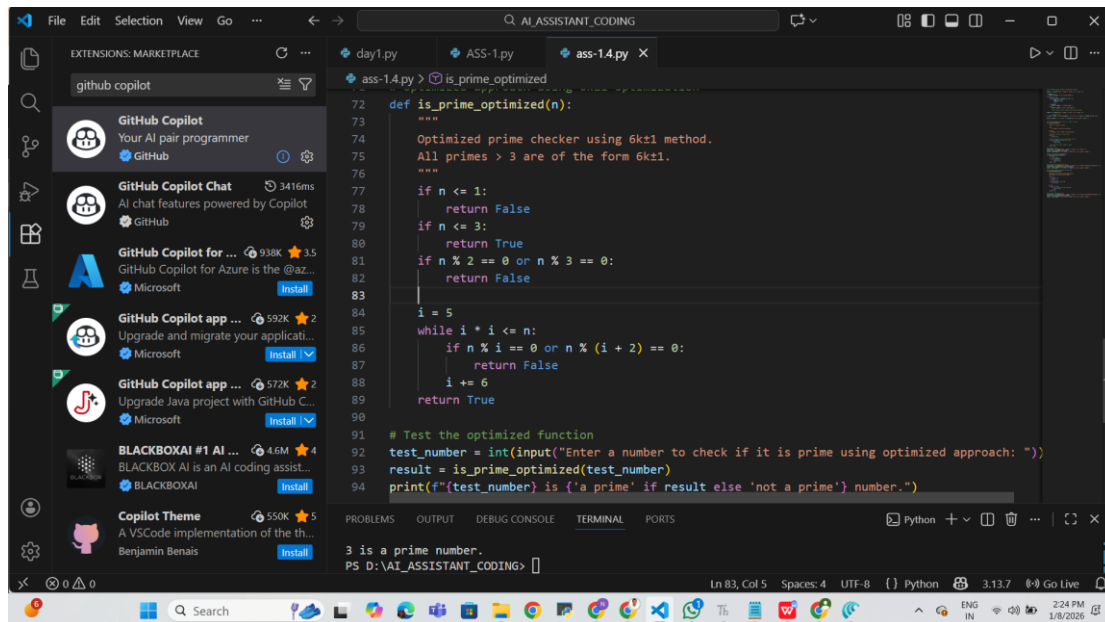 File Edit Selection View Go ··· AI_ASSISTANT_CODING
EXTENSIONS: MARKETPLACE
github copilot
GitHub Copilot
Your AI pair programmer
GitHub
GitHub Copilot Chat 3416ms
AI chat features powered by Copilot
GitHub
GitHub Copilot for ... 938K 3.5
GitHub Copilot for Azure is the @az...
Microsoft Install
GitHub Copilot app ... 592K 2
Upgrade and migrate your applicati...
Microsoft Install
GitHub Copilot app ... 572K 2
Upgrade Java project with GitHub C...
Microsoft Install
BLACKBOXAI #1 AI ... 4.6M 4
BLACKBOX AI is an AI coding assist...
BLACKBOXAI Install
Copilot Theme 550K 5
A VSCode implementation of the th...
Benjamin Benais Install
day1.py ASS-1.py ass-1.4.py
ass-1.4.py > is_prime_optimized
72 def is_prime_optimized(n):
73 """
74 Optimized prime checker using 6k±1 method.
75 All primes > 3 are of the form 6k±1.
76 """
77 if n <= 1:
78 return False
79 if n <= 3:
80 return True
81 if n % 2 == 0 or n % 3 == 0:
82 return False
83
84 i = 5
85 while i * i <= n:
86 if n % i == 0 or n % (i + 2) == 0:
87 return False
88 i += 6
89 return True
90
91 # Test the optimized function
92 test_number = int(input("Enter a number to check if it is prime using optimized approach: "))
93 result = is_prime_optimized(test_number)
94 print(f"{test_number} is {'a prime' if result else 'not a prime'} number.")
PROBLEMS OUTPUT DEBUG CONSOLE TERMINAL PORTS Python
3 is a prime number.
PS D:\AI_ASSISTANT_CODING>
0 0 Ln 83, Col 5 Spaces: 4 UTF-8 {} Python 3.13.7 Go Live
Search ENG 2:24 PM
IN 1/8/2026